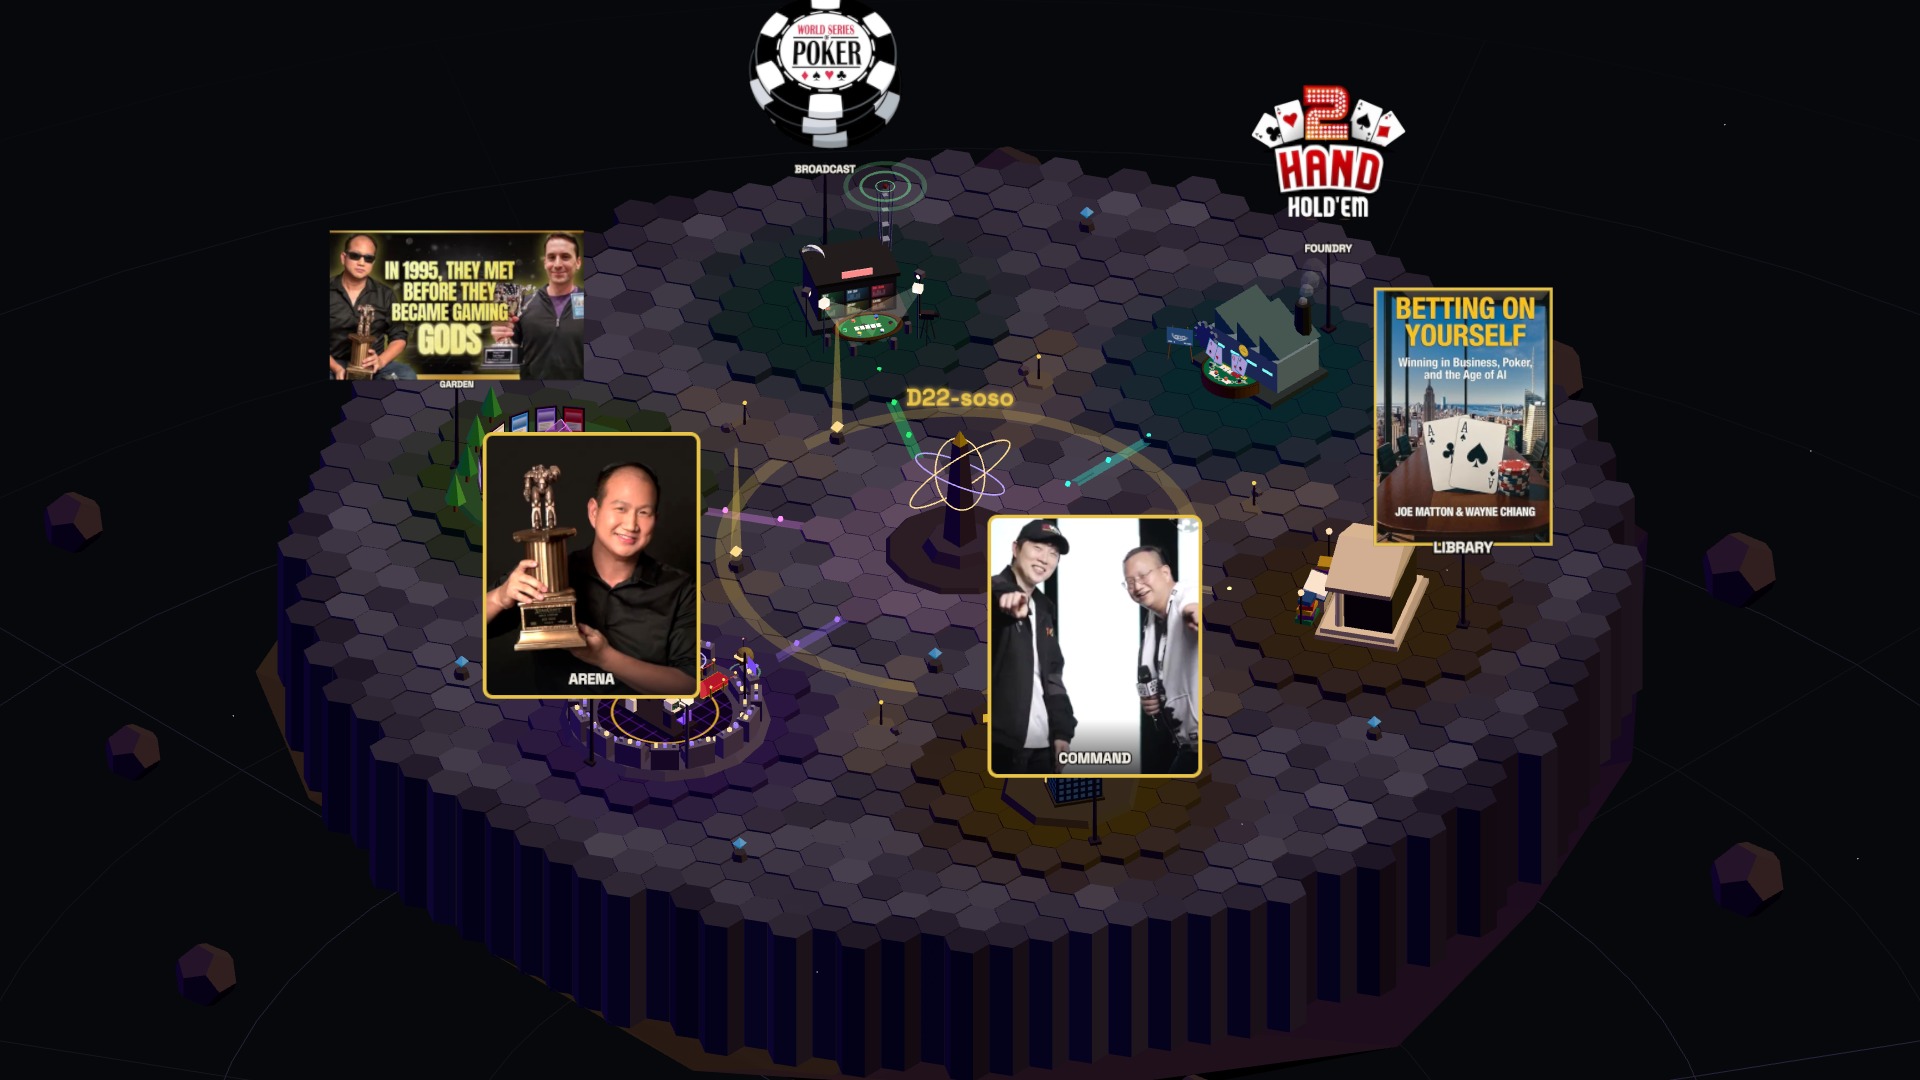 WORLD SERIES
OF
POKER
BROADCAST
2
HAND
HOLD'EM
FOUNDRY
IN 1995, THEY MET
BEFORE THEY
BECAME GAMING
GODS
GARDEN
BETTING ON
YOURSELF
Winning in Business, Poker,
and the Age of AI
A
A
JOE MATTON & WAYNE CHIANG
LIBRARY
D22-soso
ARENA
COMMAND